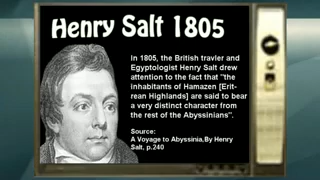 Henry Salt 1805
In 1805, the British travler and
Egyptologist Henry Salt drew
attention to the fact that "the
inhabitants of Hamazen [Erit-
rean Highlands] are said to bear
a very distinct character from
the rest of the Abyssinians".
Source:
A Voyage to Abyssinia,By Henry
Salt, p.240